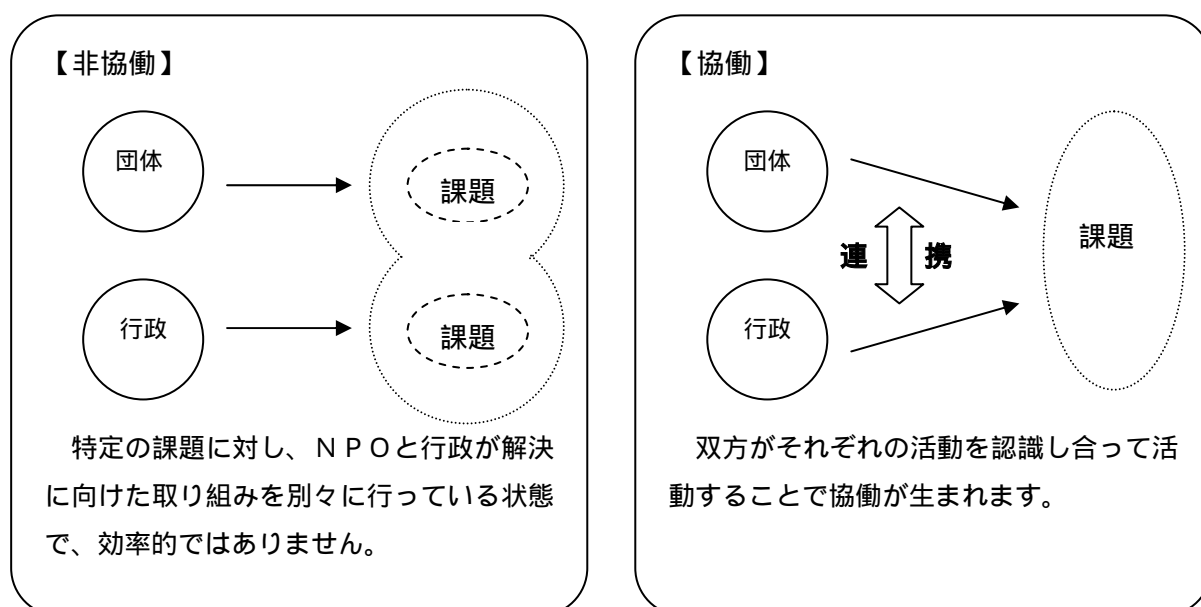 【非協働】
団体
課題
行政
課題
特定の課題に対し、ＮＰＯと行政が解決
に向けた取り組みを別々に行っている状態
で、効率的ではありません。
【協働】
団体
連 携
課題
行政
双方がそれぞれの活動を認識し合って活
動することで協働が生まれます。